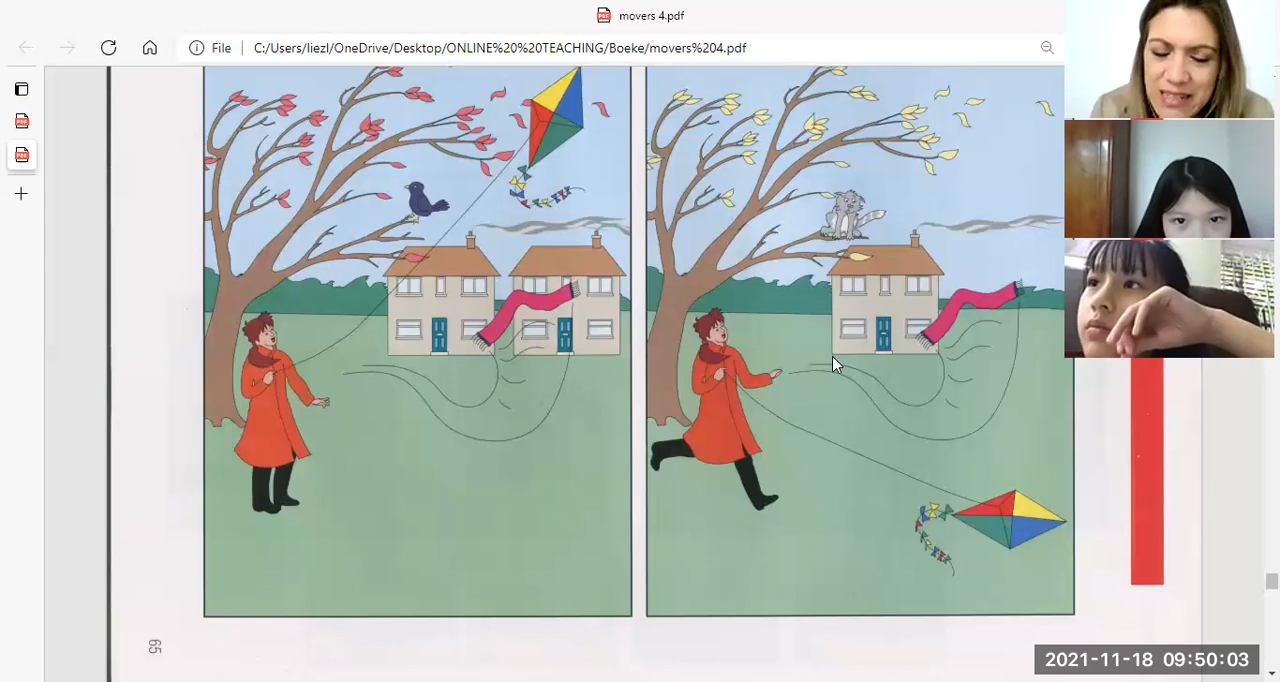 movers 4.pdf
File C:/Users/liezl/OneDrive/Desktop/ONLINE%20%20TEACHING/Boeke/movers%204.pdf
65
2021-11-18 09:50:03